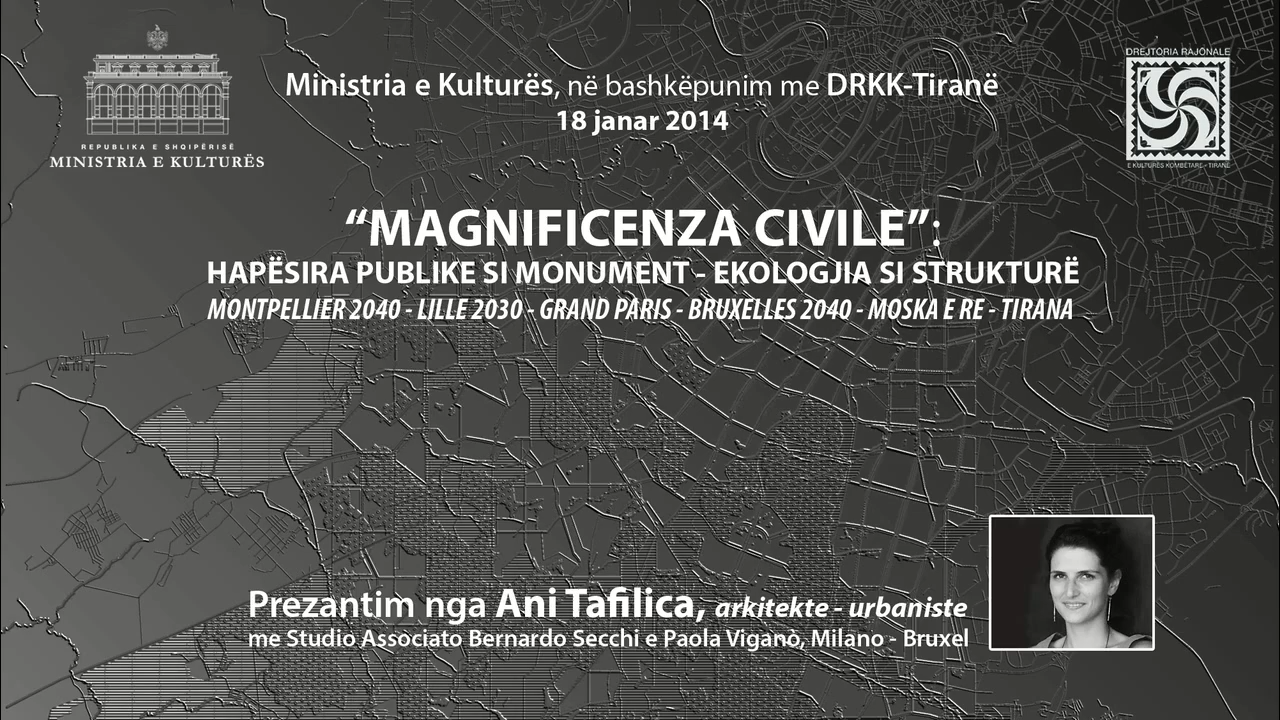 REPUBLIKA E SHQIPËRISË
MINISTRIA E KULTURËS
Ministria e Kulturës, në bashkëpunim me DRKK-Tiranë
18 janar 2014
DREJTORIA RAJONALE
E KULTURËS KOMBËTARE - TIRANË
“MAGNIFICENZA CIVILE”:
HAPËSIRA PUBLIKE SI MONUMENT - EKOLOGJIA SI STRUKTURË
MONTPELLIER 2040 - LILLE 2030 - GRAND PARIS - BRUXELLES 2040 - MOSKA E RE - TIRANA
Prezantim nga Ani Tafilica, arkitekte - urbaniste
me Studio Associato Bernardo Secchi e Paola Viganò, Milano - Bruxel